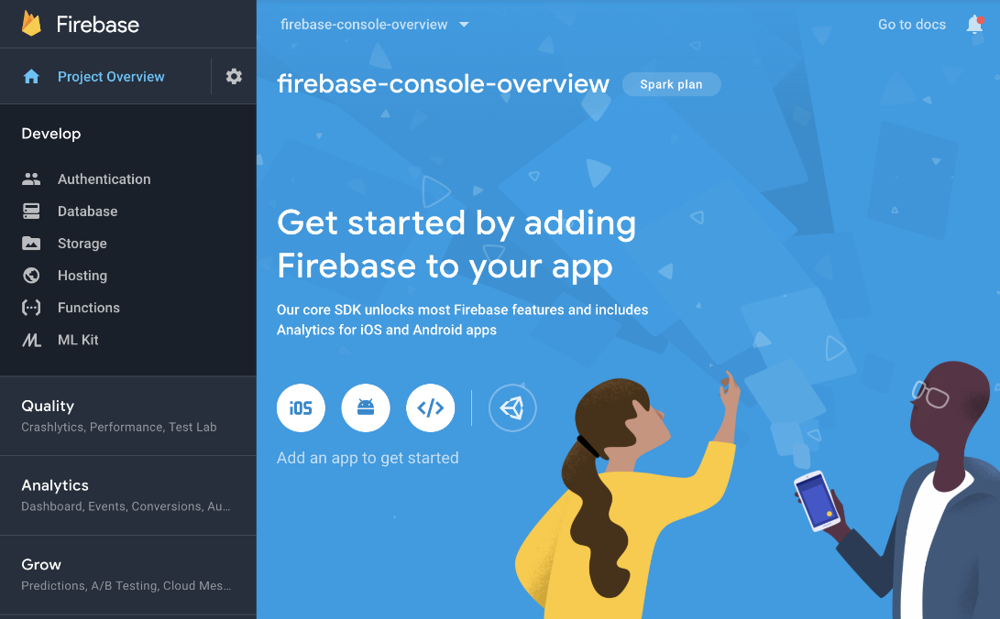 Firebase
Project Overview
Develop
Authentication
Database
Storage
Hosting
Functions
ML Kit
Quality
Crashlytics, Performance, Test Lab
Analytics
Dashboard, Events, Conversions, Au...
Grow
Predictions, A/B Testing, Cloud Mes...
firebase-console-overview
Go to docs
firebase-console-overview Spark plan
Get started by adding
Firebase to your app
Our core SDK unlocks most Firebase features and includes
Analytics for iOS and Android apps
iOS
Add an app to get started